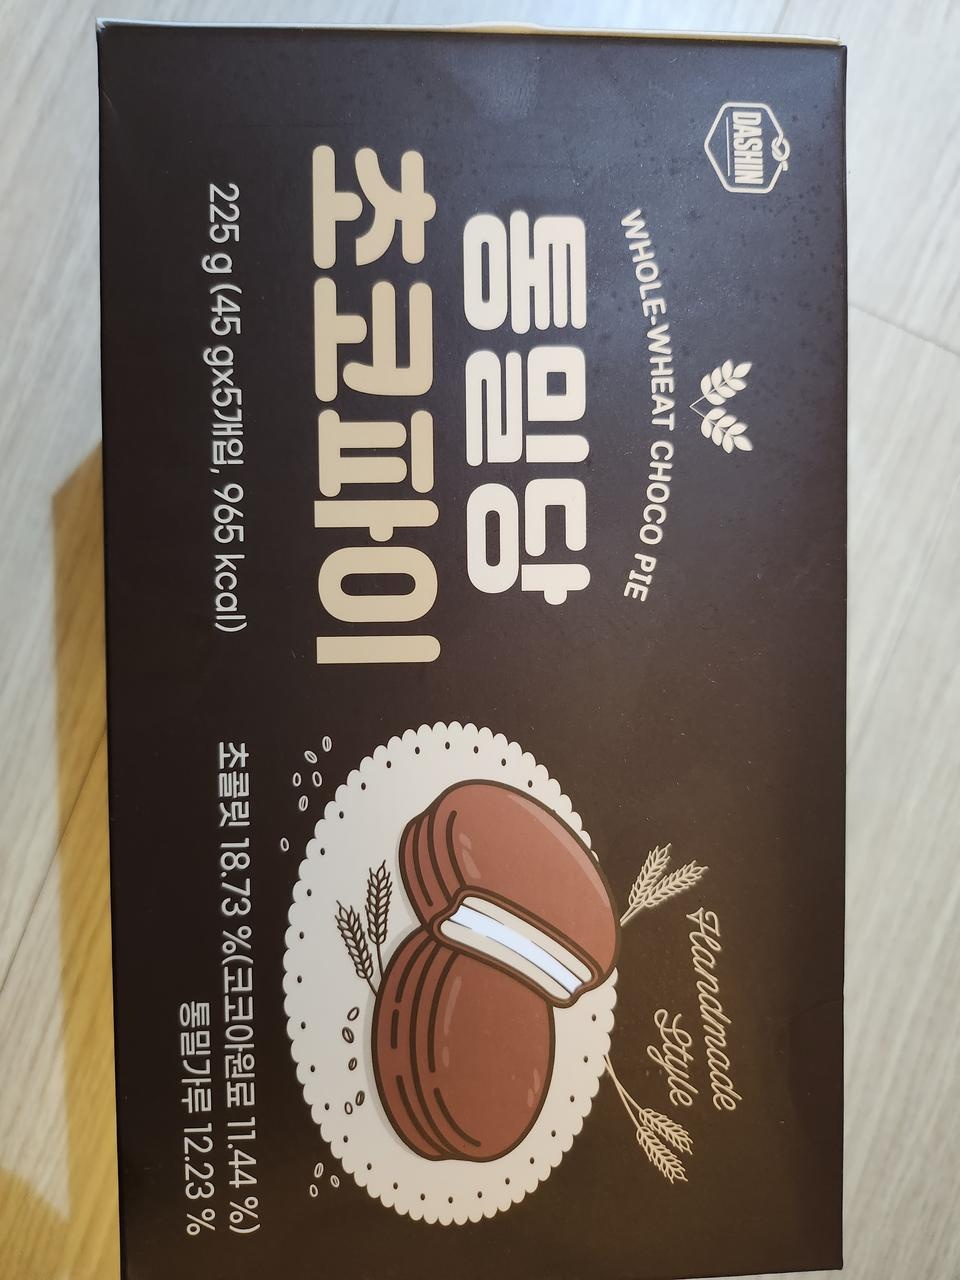 DASHIN
WHOLE-WHEAT CHOCO PIE
통밀당
초코파이
225 g (45 gx5개입, 965 kcal)
Handmade
Style
초콜릿 18.73 %(코코아원료 11.44 %)
통밀가루 12.23 %